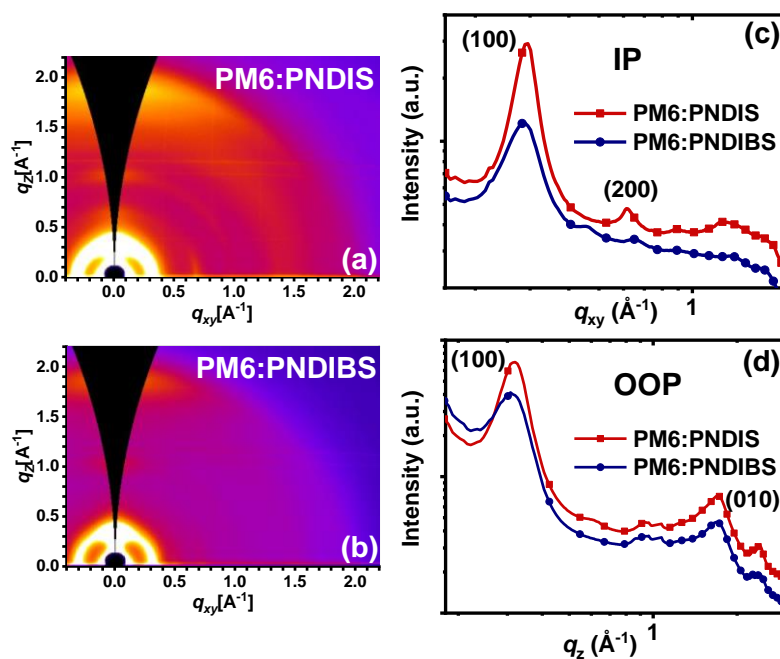 PM6:PNDIS
2.0
1.5
1.0
0.5
0.0
qZ[A-1]
0.0 0.5 1.0 1.5 2.0
qxy[A-1]
(a)
PM6:PNDIBS
2.0
1.5
1.0
0.5
0.0
qz[A-1]
0.0 0.5 1.0 1.5 2.0
qxy[A-1]
(b)
(100)
IP
(c)
PM6:PNDIS
PM6:PNDIBS
(200)
Intensity (a.u.)
1
qxy (Å-1)
(100)
OOP
(d)
PM6:PNDIS
PM6:PNDIBS
(010)
Intensity (a.u.)
1
qz (Å-1)